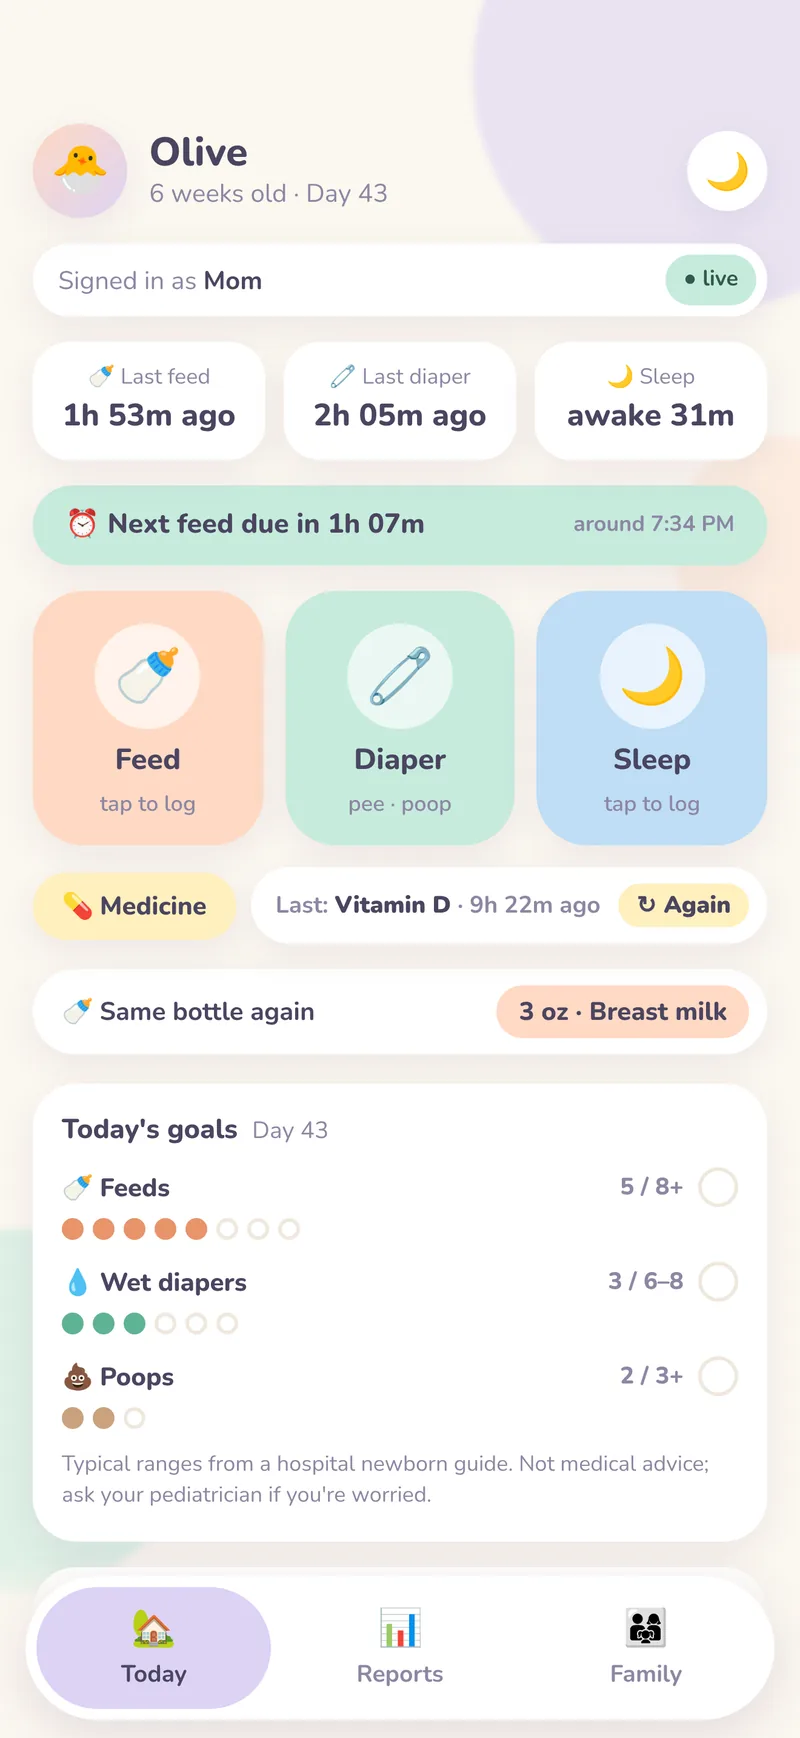 Olive
6 weeks old · Day 43
Signed in as Mom
• live
Last feed
1h 53m ago
Last diaper
2h 05m ago
Sleep
awake 31m
Next feed due in 1h 07m
around 7:34 PM
Feed
tap to log
Diaper
pee · poop
Sleep
tap to log
Medicine
Last: Vitamin D · 9h 22m ago
↻ Again
Same bottle again
3 oz · Breast milk
Today's goals Day 43
Feeds
5 / 8+
Wet diapers
3 / 6–8
Poops
2 / 3+
Typical ranges from a hospital newborn guide. Not medical advice;
ask your pediatrician if you're worried.
Today
Reports
Family